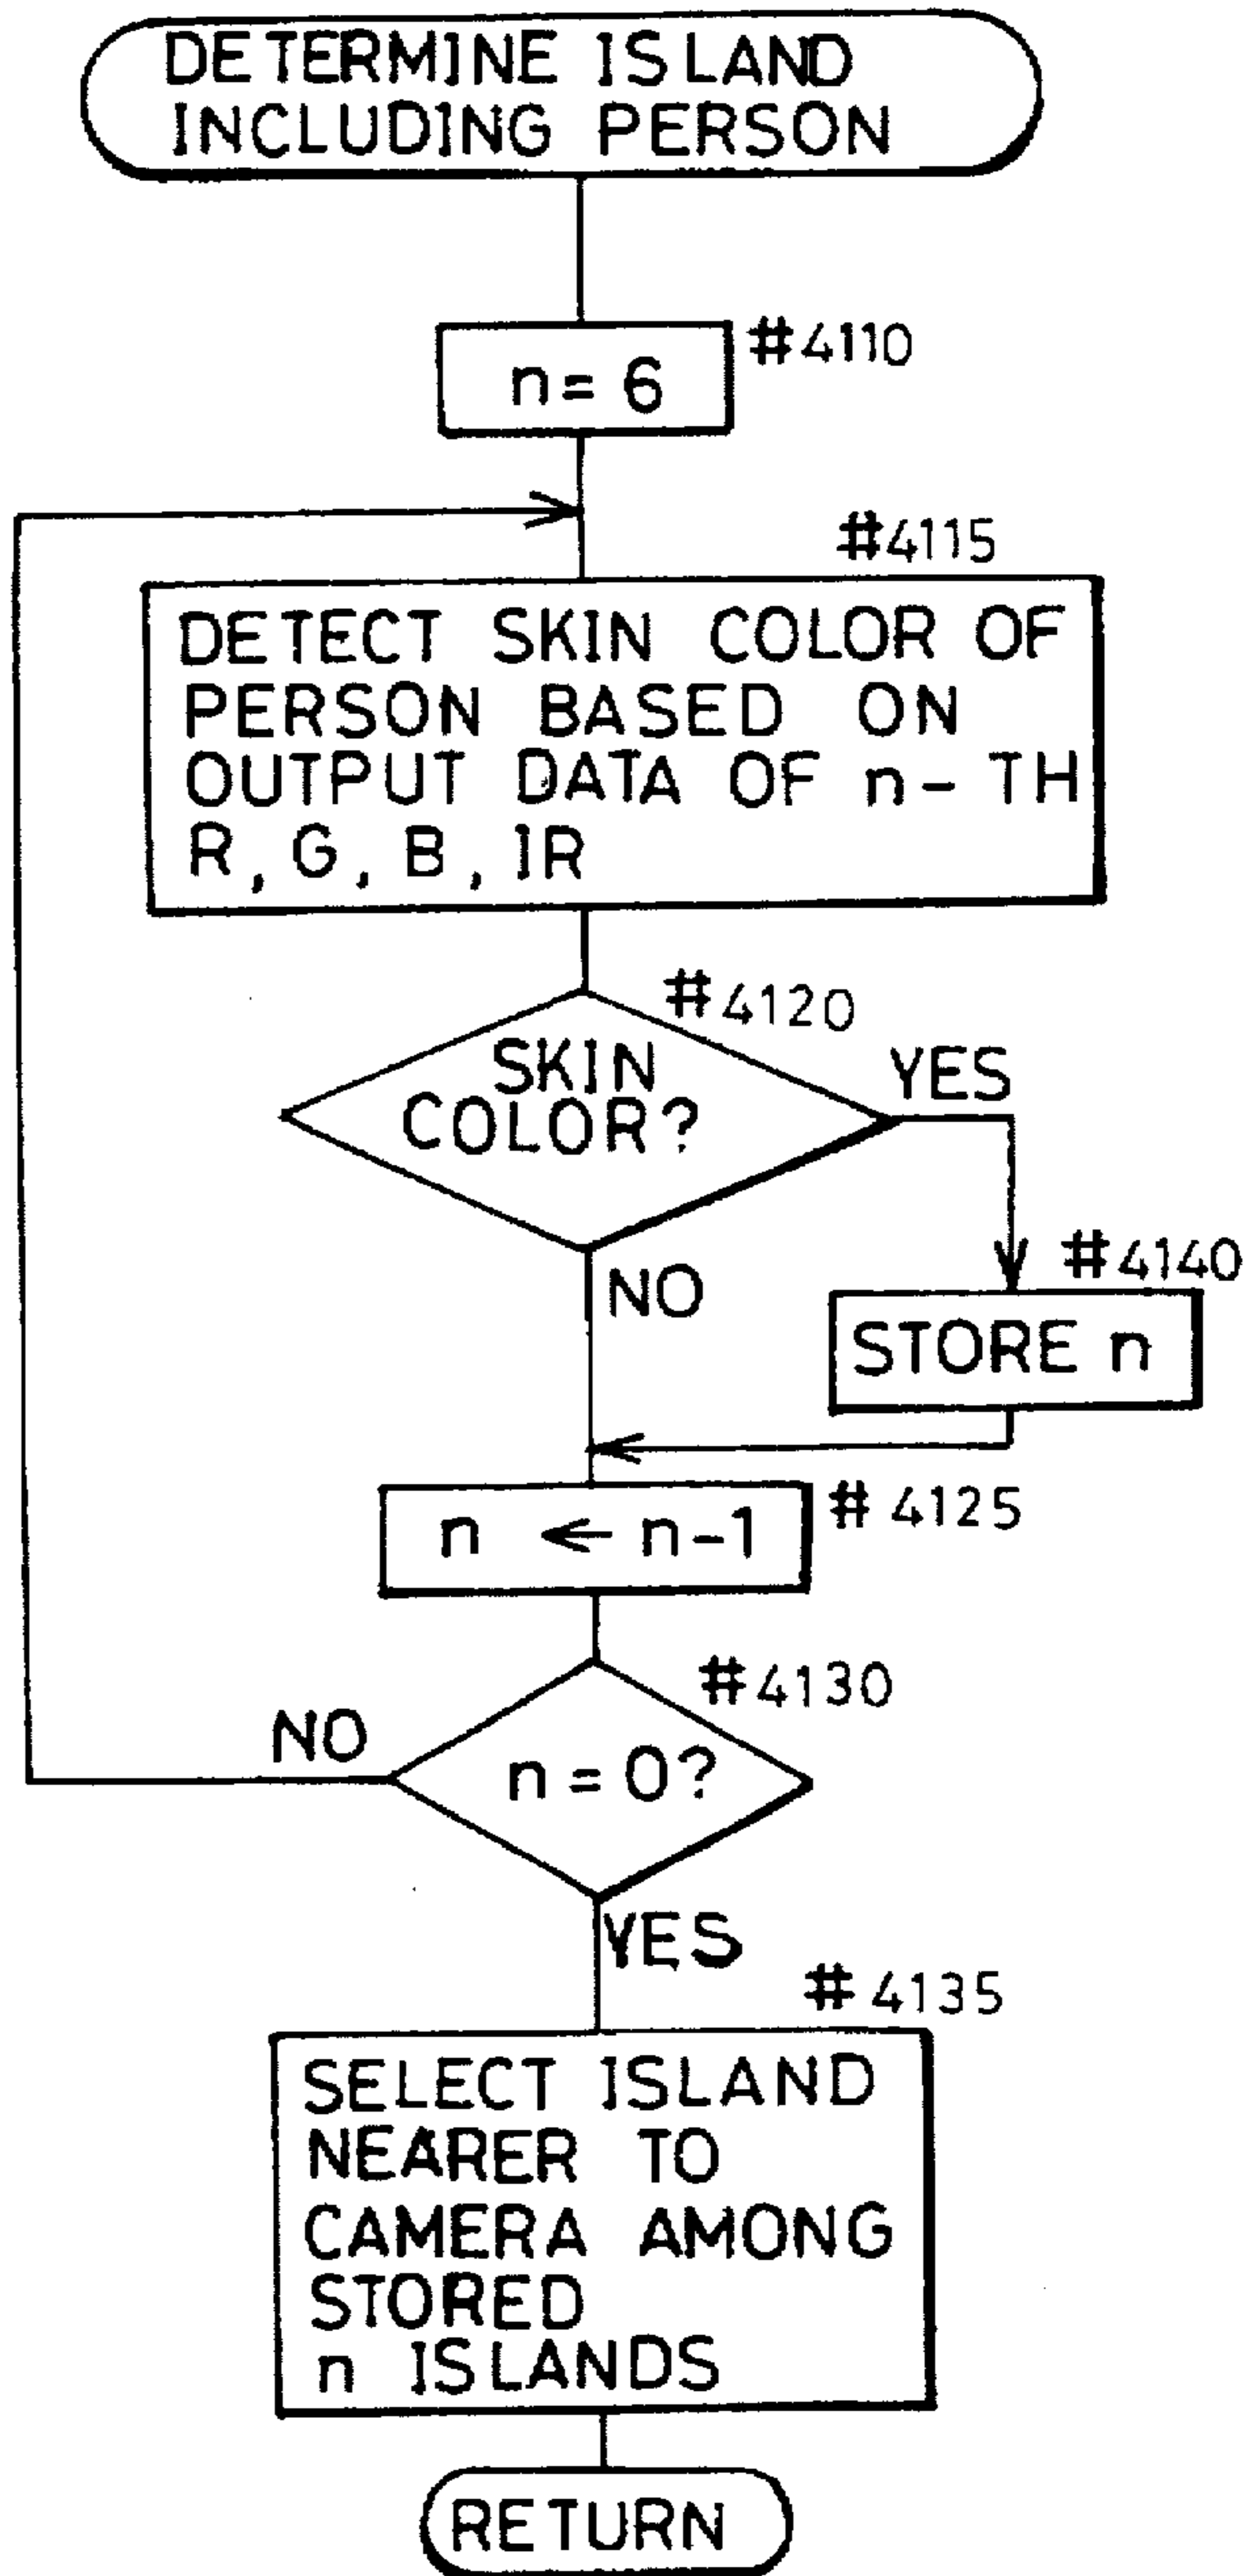 DETERMINE ISLAND
INCLUDING PERSON
#4110
n = 6
#4115
DETECT SKIN COLOR OF
PERSON BASED ON
OUTPUT DATA OF n - TH
R, G, B, IR
#4120
SKIN
COLOR?
YES
NO
#4140
STORE n
#4125
n ← n-1
#4130
n = 0?
NO
YES
#4135
SELECT ISLAND
NEARER TO
CAMERA AMONG
STORED
n ISLANDS
RETURN